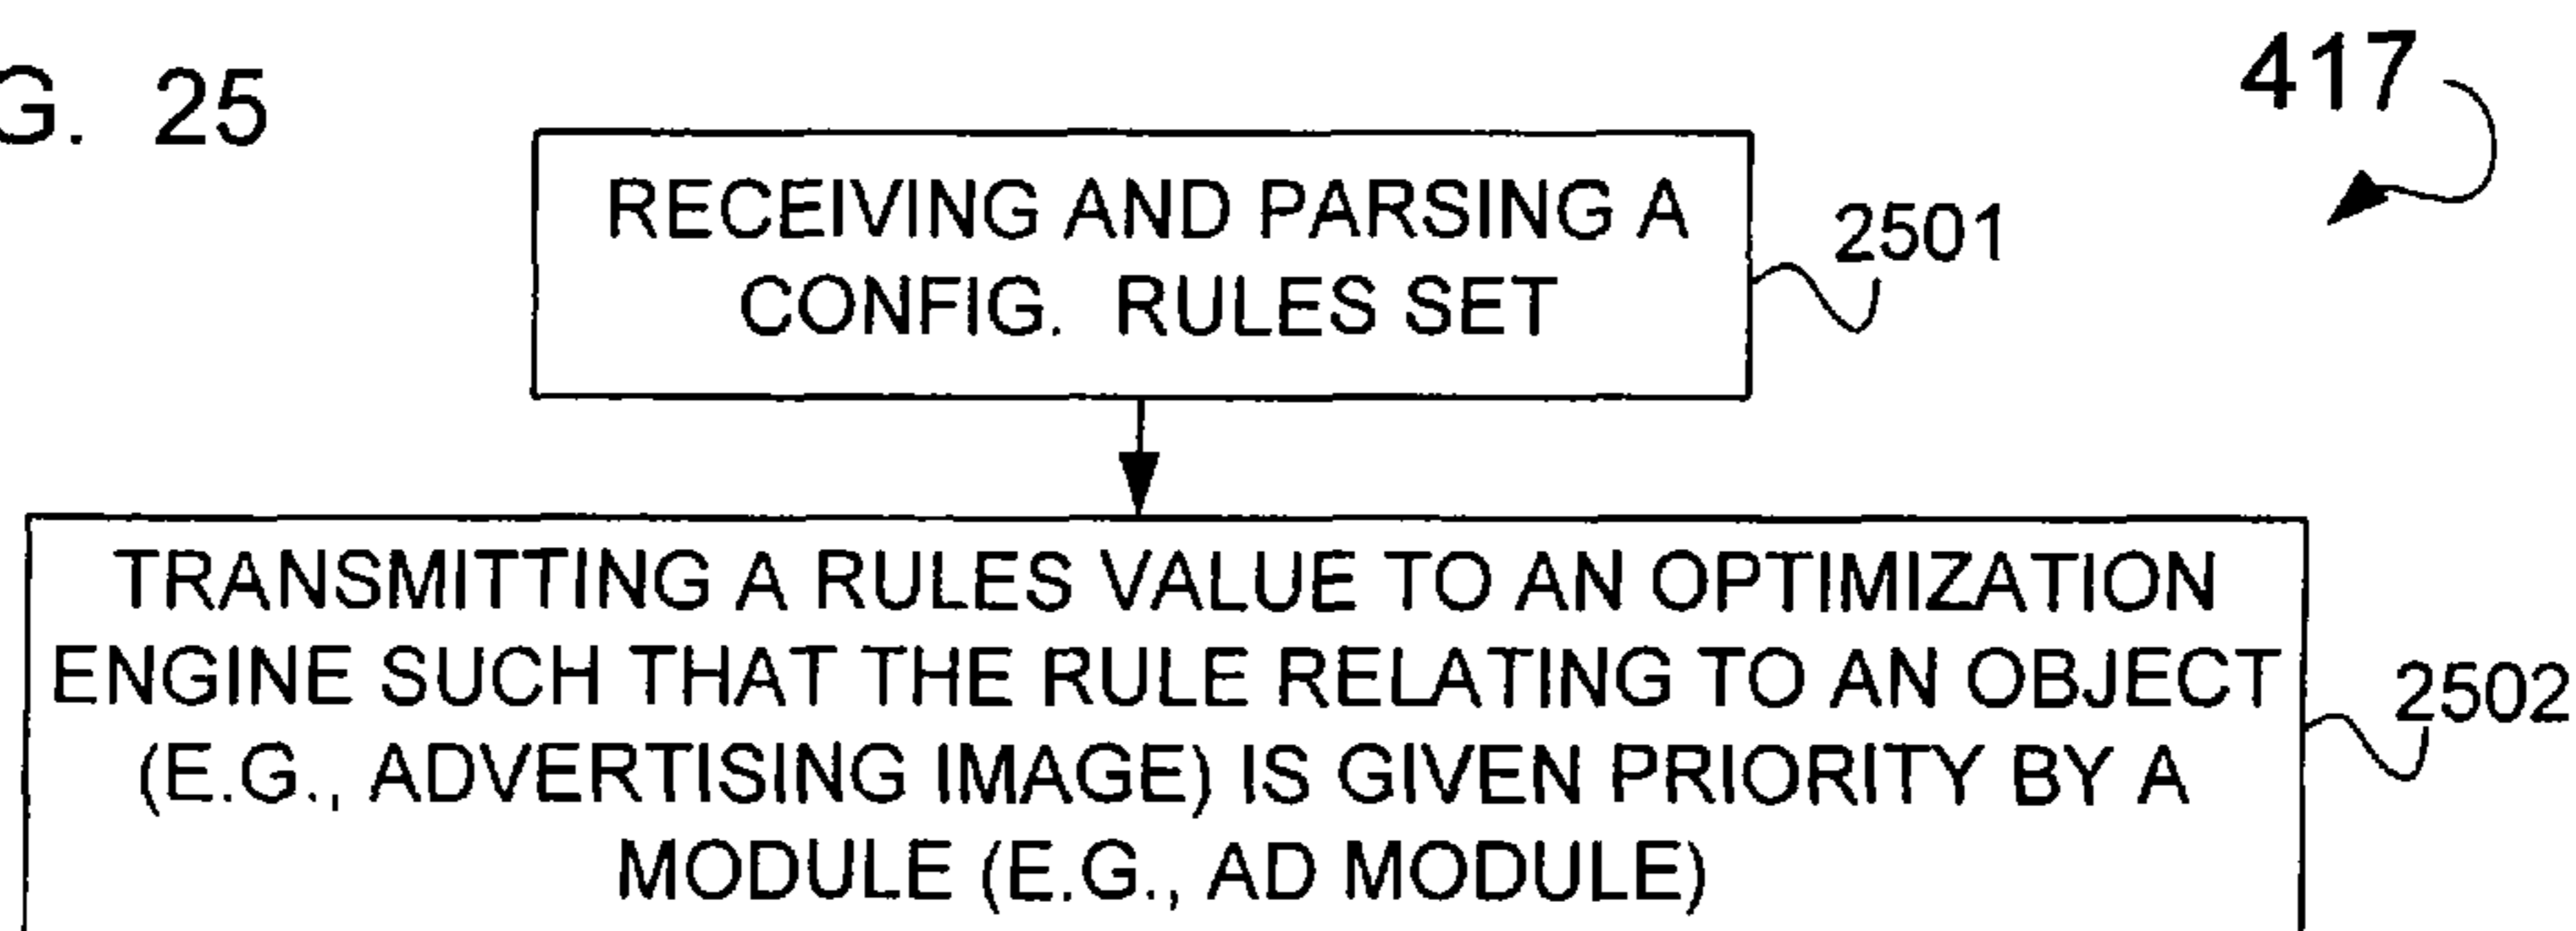 G. 25
417
RECEIVING AND PARSING A
CONFIG. RULES SET
2501
TRANSMITTING A RULES VALUE TO AN OPTIMIZATION
ENGINE SUCH THAT THE RULE RELATING TO AN OBJECT
(E.G., ADVERTISING IMAGE) IS GIVEN PRIORITY BY A
MODULE (E.G., AD MODULE)
2502